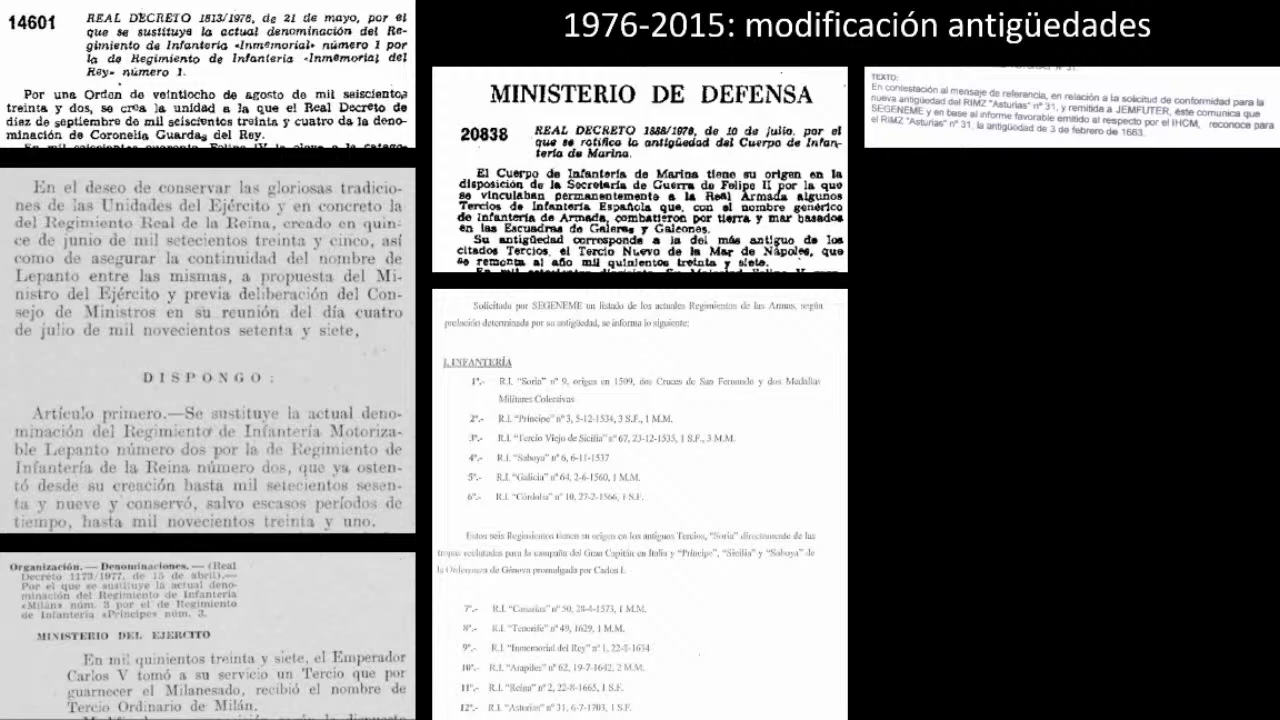 1976-2015: modificación antigüedades
14601
REAL DECRETO 1813/1978, de 21 de mayo, por el
que se sustituye la actual denominación del Re-
gimiento de Infantería «Inmemorial» número 1 por
la de Regimiento de Infantería «Inmemorial del
Rey» número 1.
Por una Orden de veintiocho de agosto de mil seiscientos
treinta y dos, se crea la unidad a la que el Real Decreto de
diez de septiembre de mil seiscientos treinta y cuatro da la deno-
minación de Coronelía Guardas del Rey.
En el deseo de conservar las gloriosas tradicio-
nes de las Unidades del Ejército y en concreto la
del Regimiento Real de la Reina, creado en quin-
ce de junio de mil setecientos treinta y cinco, así
como de asegurar la continuidad del nombre de
Lepanto entre las mismas, a propuesta del Mi-
nistro del Ejército y previa deliberación del Con-
sejo de Ministros en su reunión del día cuatro
de julio de mil novecientos setenta y siete,
DISPONGO:
Artículo primero.—Se sustituye la actual deno-
minación del Regimiento de Infantería Motoriza-
ble Lepanto número dos por la de Regimiento de
Infantería de la Reina número dos, que ya osten-
tó desde su creación hasta mil setecientos sesen-
ta y nueve y conservó, salvo escasos períodos de
tiempo, hasta mil novecientos treinta y uno.
Organización. — Denominaciones. — (Real
Decreto 1173/1977, de 15 de abril).—
Por el que se sustituye la actual deno-
minación del Regimiento de Infantería
«Milán» núm. 3 por el de Regimiento
de Infantería «Príncipe» núm. 3.
MINISTERIO DEL EJERCITO
En mil quinientos treinta y siete, el Emperador
Carlos V tomó a su servicio un Tercio que por
guarnecer el Milanesado, recibió el nombre de
Tercio Ordinario de Milán.
MINISTERIO DE DEFENSA
20838
REAL DECRETO 1888/1978, de 10 de julio, por el
que se ratifica la antigüedad del Cuerpo de Infan-
tería de Marina.
El Cuerpo de Infantería de Marina tiene su origen en la
disposición de la Secretaría de Guerra de Felipe II por la que
se vinculaban permanentemente a la Real Armada algunos
Tercios de Infantería Española que, con el nombre genérico
de Infantería de Armada, combatieron por tierra y mar basados
en las Escuadras de Galeras y Galeones.
Su antigüedad corresponde a la del más antiguo de los
citados Tercios, el Tercio Nuevo de la Mar de Nápoles, que
se remonta al año mil quinientos treinta y siete.
Solicitado por SEGENEME un listado de los actuales Regimientos de las Armas, según
prelación determinada por su antigüedad, se informa lo siguiente:
I. INFANTERÍA
1º.- R.I. “Soria” nº 9, origen en 1509, dos Cruces de San Fernando y dos Medallas
Militares Colectivas
2º.- R.I. “Príncipe” nº 3, 5-12-1534, 3 S.F., 1 M.M.
3º.- R.I. “Tercio Viejo de Sicilia” nº 67, 23-12-1535, 1 S.F., 3 M.M.
4º.- R.I. “Saboya” nº 6, 6-11-1537
5º.- R.I. “Galicia” nº 64, 2-6-1560, 1 M.M.
6º.- R.I. “Córdoba” nº 10, 27-2-1566, 1 S.F.
Estos seis Regimientos tienen su origen en los antiguos Tercios, “Soria” directamente de las
tropas reclutadas para la campaña del Gran Capitán en Italia y “Príncipe”, “Sicilia” y “Saboya” de
la Ordenanza de Génova promulgada por Carlos I.
7º.- R.I. “Canarias” nº 50, 28-4-1573, 1 M.M.
8º.- R.I. “Tenerife” nº 49, 1629, 1 M.M.
9º.- R.I. “Inmemorial del Rey” nº 1, 22-8-1634
10º.- R.I. “Arapiles” nº 62, 19-7-1642, 2 M.M.
11º.- R.I. “Reina” nº 2, 22-8-1665, 1 S.F.
12º.- R.I. “Asturias” nº 31, 6-7-1703, 1 S.F.
TEXTO:
En contestación al mensaje de referencia, en relación a la solicitud de conformidad para la
nueva antigüedad del RIMZ "Asturias" nº 31, y remitida a JEMFUTER, éste comunica que
SEGENEME y en base al informe favorable emitido al respecto por el IHCM, reconoce para
el RIMZ "Asturias" nº 31, la antigüedad de 3 de febrero de 1663.